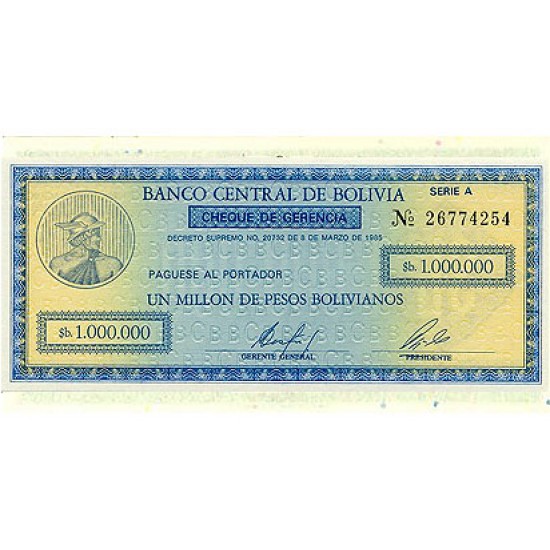 BANCO CENTRAL DE BOLIVIA
SERIE A
CHEQUE DE GERENCIA
Nº 26774254
DECRETO SUPREMO NO. 20732 DE 8 DE MARZO DE 1985
PAGUESE AL PORTADOR
$b. 1.000.000
UN MILLON DE PESOS BOLIVIANOS
$b. 1.000.000
GERENTE GENERAL
PRESIDENTE